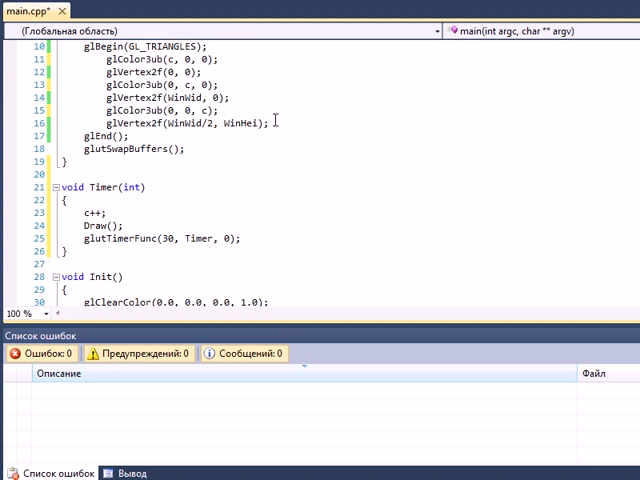 main.cpp*
(Глобальная область)
main(int argc, char ** argv)
10 glBegin(GL_TRIANGLES);
11 glColor3ub(c, 0, 0);
12 glVertex2f(0, 0);
13 glColor3ub(0, c, 0);
14 glVertex2f(WinWid, 0);
15 glColor3ub(0, 0, c);
16 glVertex2f(WinWid/2, WinHei);
17 glEnd();
18 glutSwapBuffers();
19 }
20
21 void Timer(int)
22 {
23 c++;
24 Draw();
25 glutTimerFunc(30, Timer, 0);
26 }
27
28 void Init()
29 {
30 glClearColor(0.0, 0.0, 0.0, 1.0);
100 %
Список ошибок
Ошибок: 0 Предупреждений: 0 Сообщений: 0
Описание Файл
Список ошибок Вывод